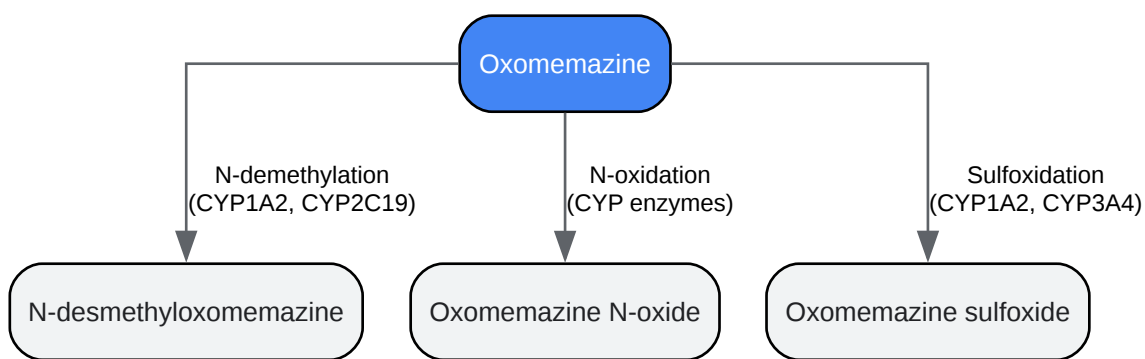 Oxomemazine
N-demethylation
(CYP1A2, CYP2C19)
N-oxidation
(CYP enzymes)
Sulfoxidation
(CYP1A2, CYP3A4)
N-desmethyloxomemazine
Oxomemazine N-oxide
Oxomemazine sulfoxide